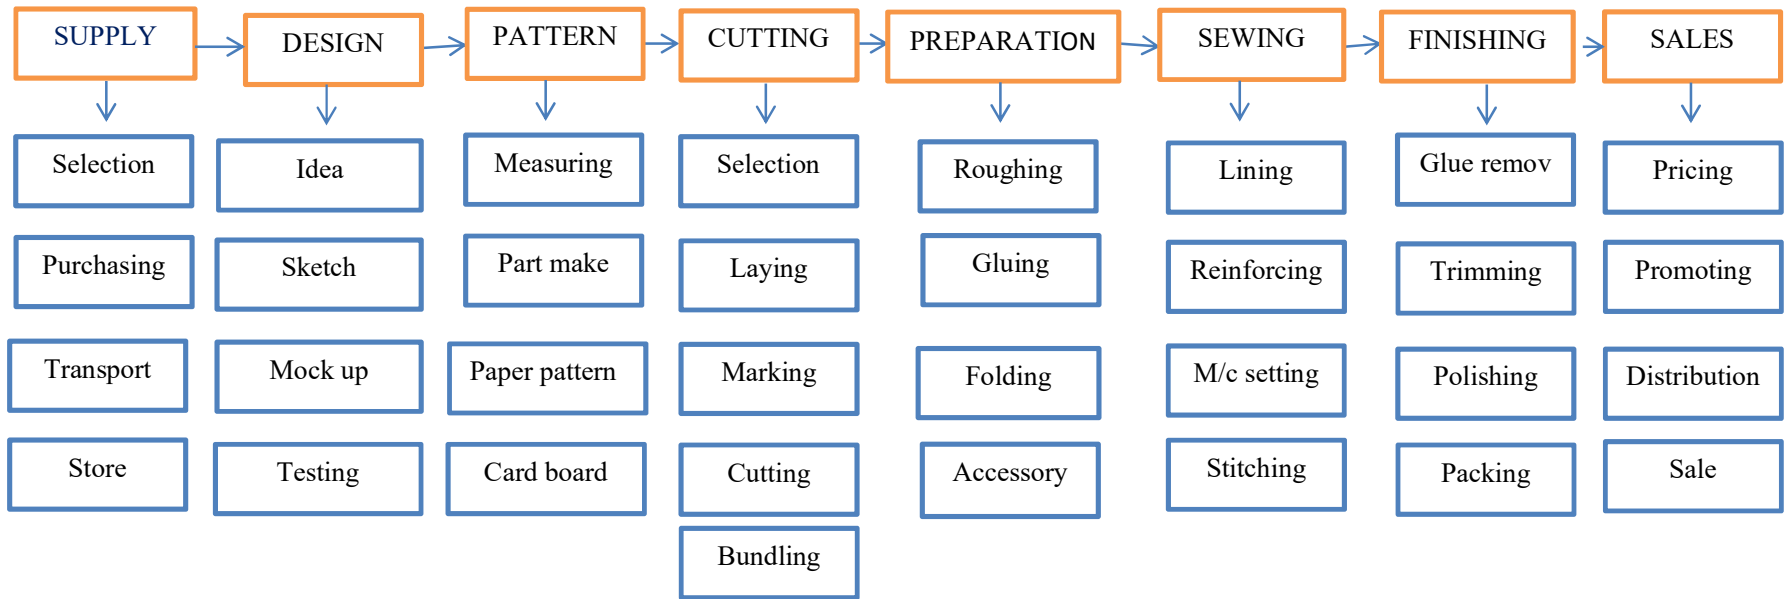 SUPPLY
DESIGN
PATTERN
CUTTING
PREPARATION
SEWING
FINISHING
SALES
Selection
Idea
Measuring
Selection
Roughing
Lining
Glue remov
Pricing
Purchasing
Sketch
Part make
Laying
Gluing
Reinforcing
Trimming
Promoting
Transport
Mock up
Paper pattern
Marking
Folding
M/c setting
Polishing
Distribution
Store
Testing
Card board
Cutting
Accessory
Stitching
Packing
Sale
Bundling